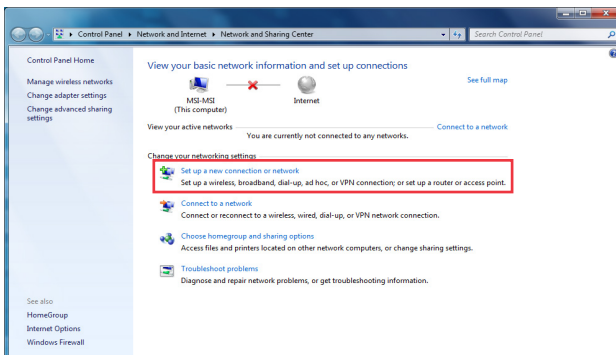 Control Panel ▸ Network and Internet ▸ Network and Sharing Center
Search Control Panel
Control Panel Home
Manage wireless networks
Change adapter settings
Change advanced sharing
settings
See also
HomeGroup
Internet Options
Windows Firewall
View your basic network information and set up connections
See full map
MSI-MSI
(This computer)
Internet
View your active networks
Connect to a network
You are currently not connected to any networks.
Change your networking settings
Set up a new connection or network
Set up a wireless, broadband, dial-up, ad hoc, or VPN connection; or set up a router or access point.
Connect to a network
Connect or reconnect to a wireless, wired, dial-up, or VPN network connection.
Choose homegroup and sharing options
Access files and printers located on other network computers, or change sharing settings.
Troubleshoot problems
Diagnose and repair network problems, or get troubleshooting information.